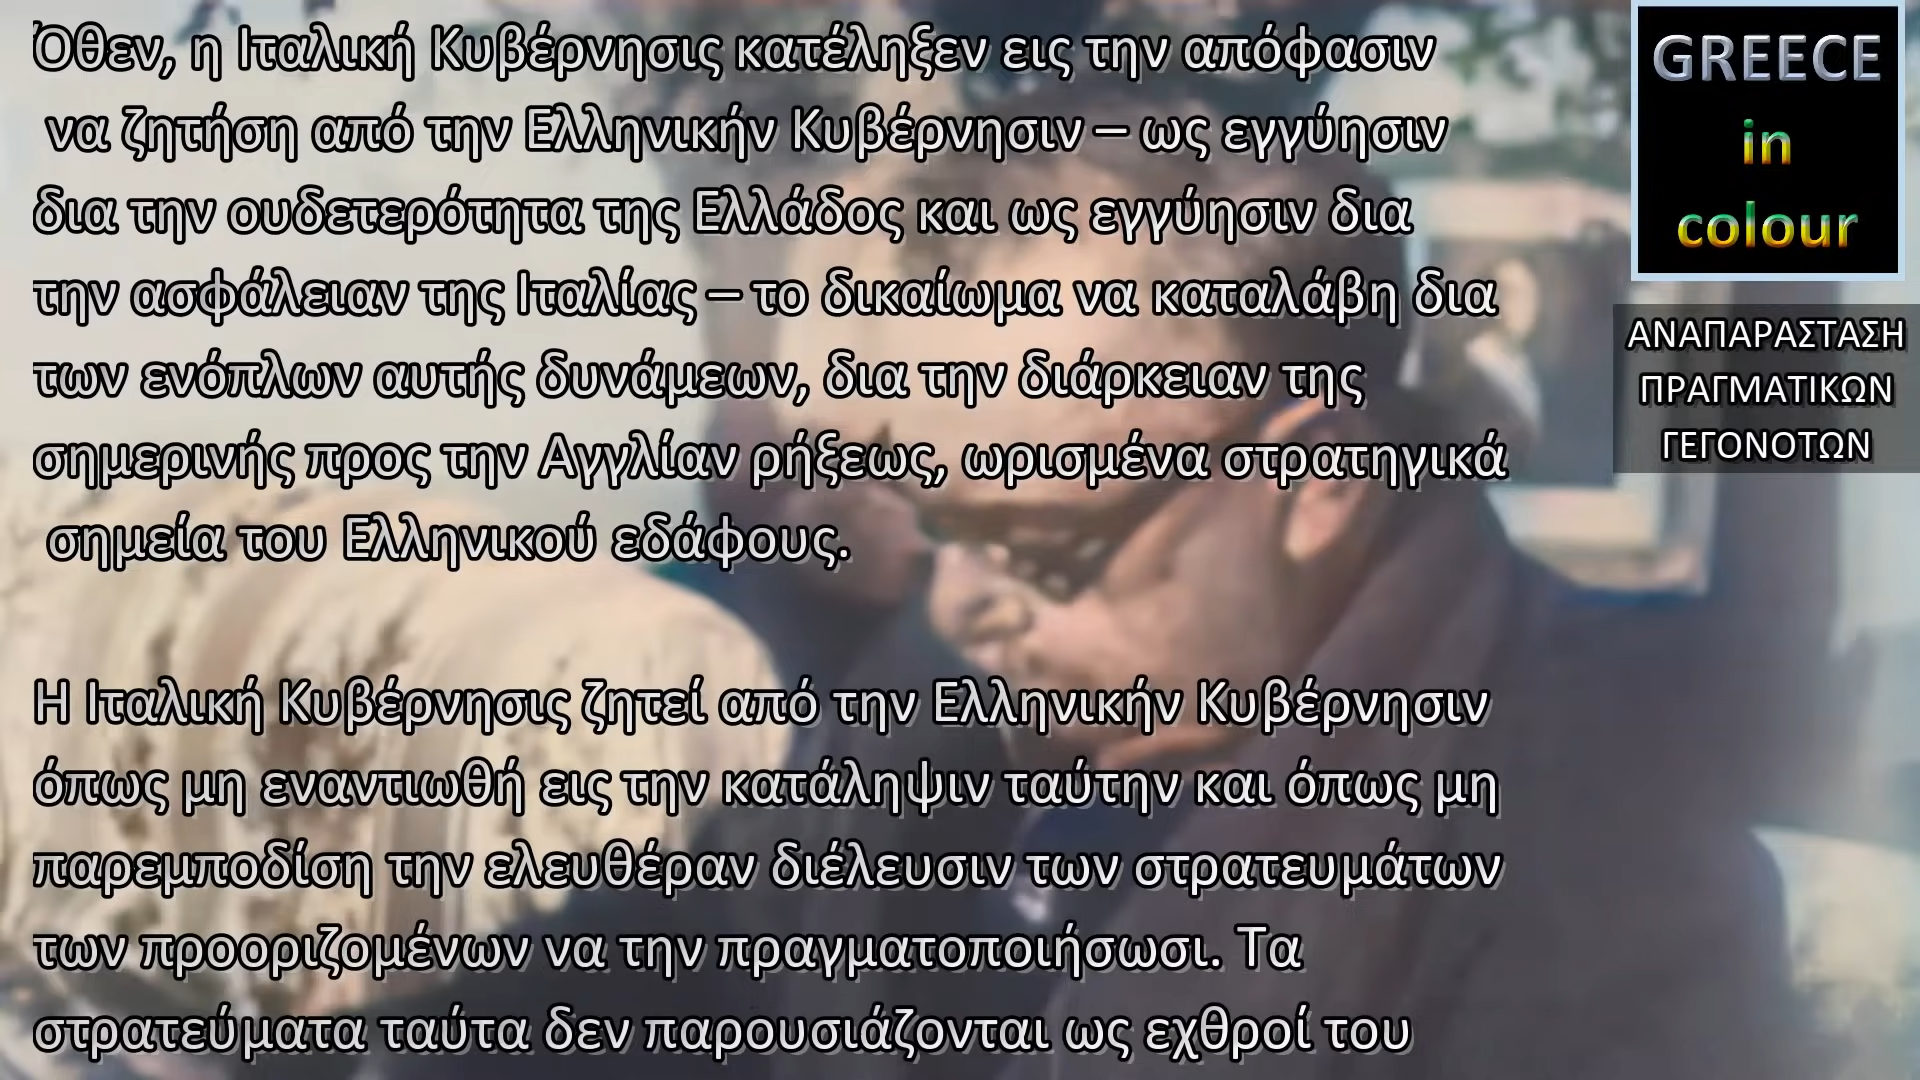 Όθεν, η Ιταλική Κυβέρνησις κατέληξεν εις την απόφασιν
να ζητήση από την Ελληνικήν Κυβέρνησιν – ως εγγύησιν
δια την ουδετερότητα της Ελλάδος και ως εγγύησιν δια
την ασφάλειαν της Ιταλίας – το δικαίωμα να καταλάβη δια
των ενόπλων αυτής δυνάμεων, δια την διάρκειαν της
σημερινής προς την Αγγλίαν ρήξεως, ωρισμένα στρατηγικά
σημεία του Ελληνικού εδάφους.
Η Ιταλική Κυβέρνησις ζητεί από την Ελληνικήν Κυβέρνησιν
όπως μη εναντιωθή εις την κατάληψιν ταύτην και όπως μη
παρεμποδίση την ελευθέραν διέλευσιν των στρατευμάτων
των προοριζομένων να την πραγματοποιήσωσι. Τα
στρατεύματα ταύτα δεν παρουσιάζονται ως εχθροί του
GREECE
in
colour
ΑΝΑΠΑΡΑΣΤΑΣΗ
ΠΡΑΓΜΑΤΙΚΩΝ
ΓΕΓΟΝΟΤΩΝ